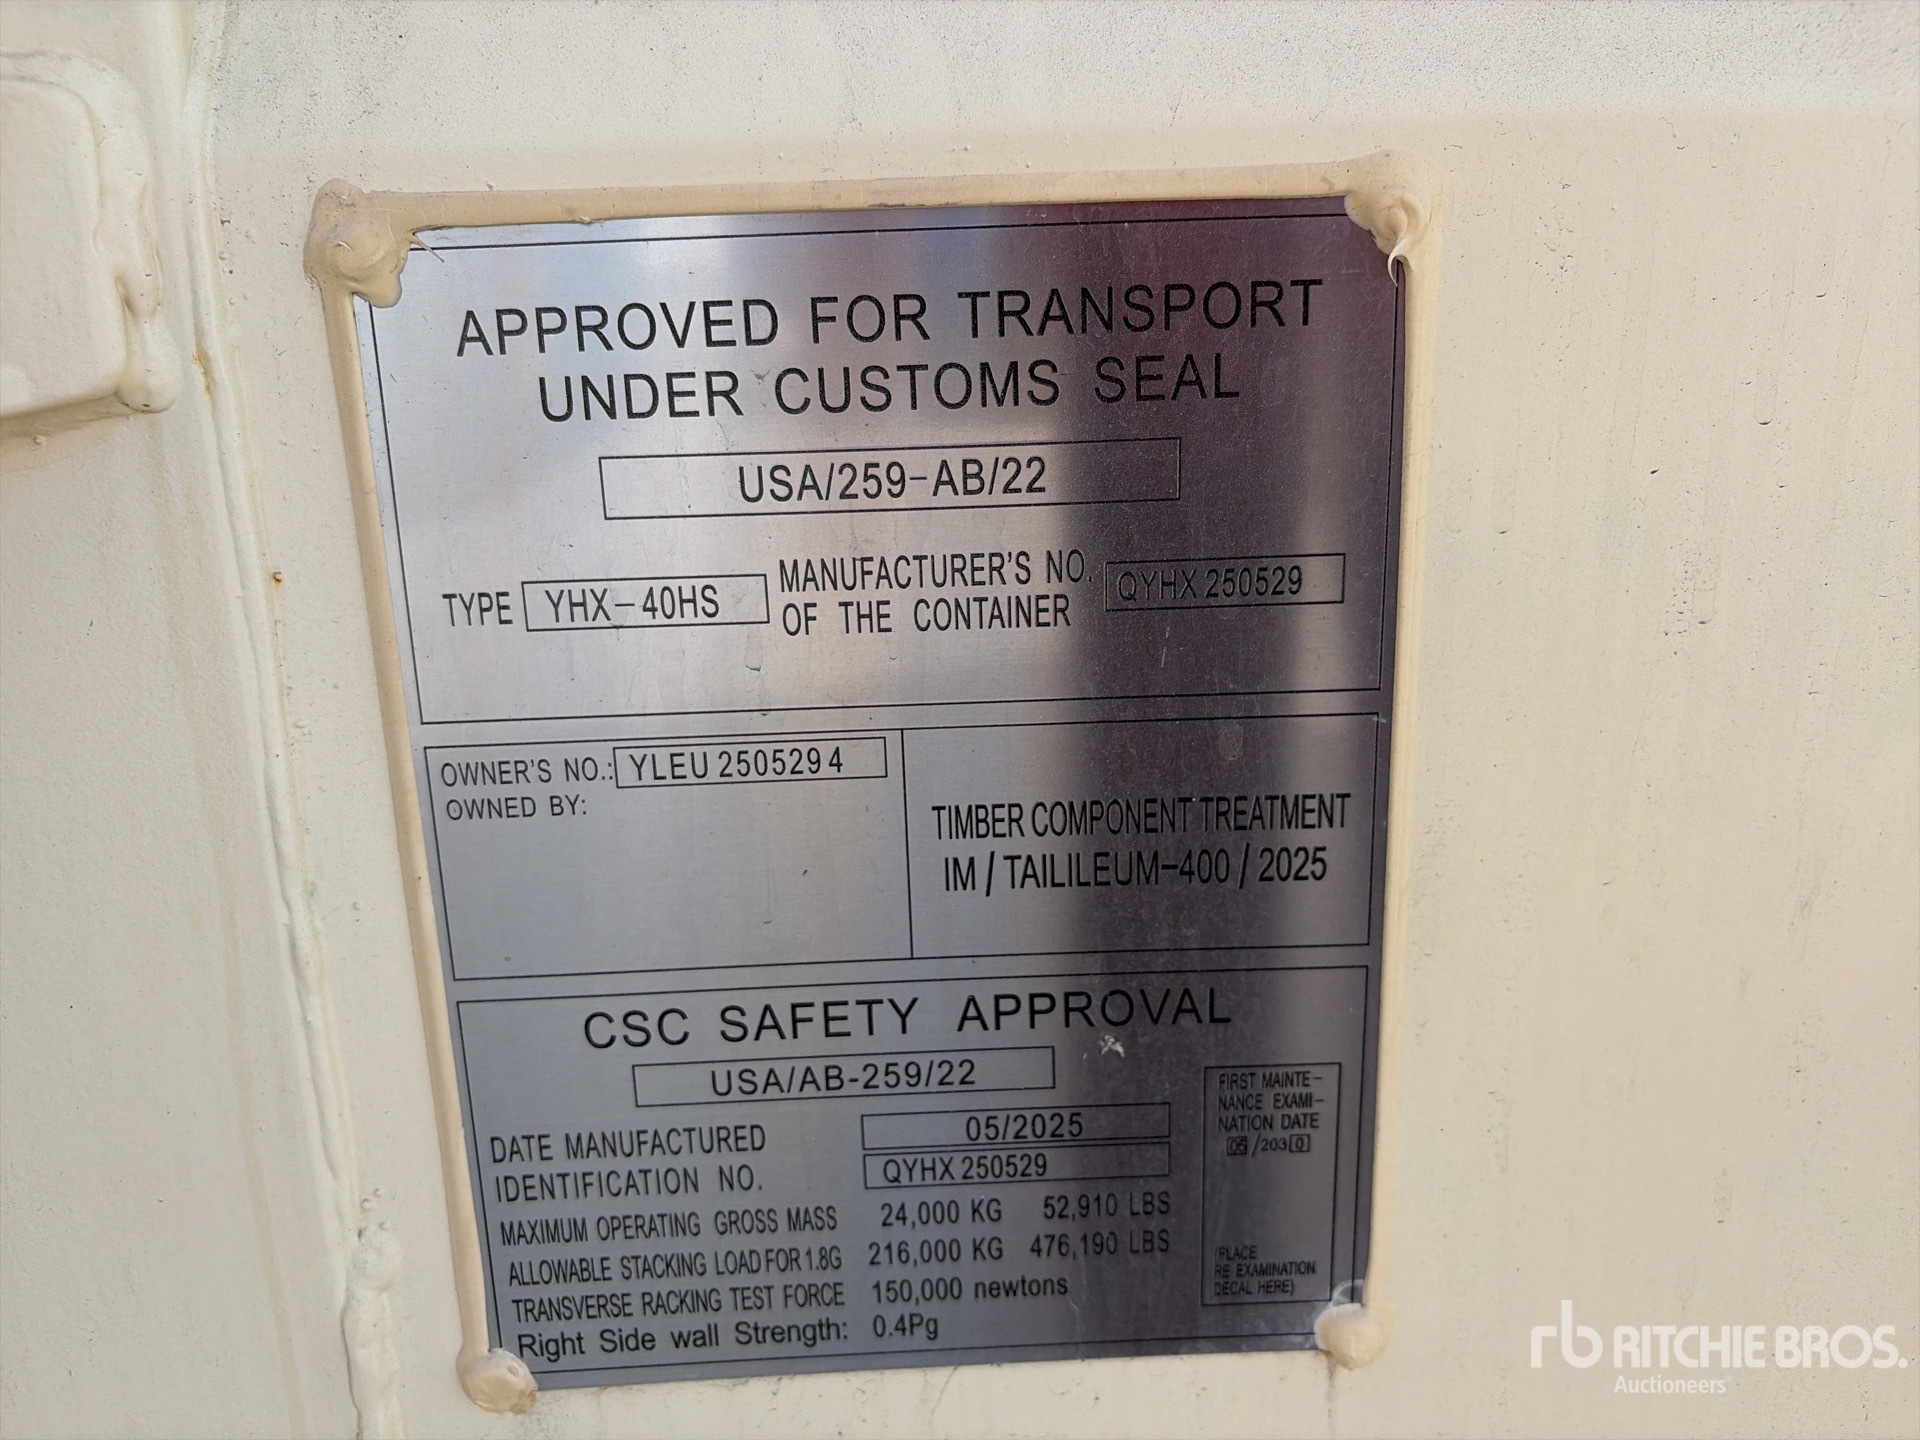 APPROVED FOR TRANSPORT
UNDER CUSTOMS SEAL
USA/259-AB/22
TYPE YHX-40HS MANUFACTURER'S NO. OF THE CONTAINER QYHX 250529
OWNER'S NO.: YLEU 250529 4
OWNED BY:
TIMBER COMPONENT TREATMENT
IM / TAILILEUM-400 / 2025
CSC SAFETY APPROVAL
USA/AB-259/22
DATE MANUFACTURED 05/2025
IDENTIFICATION NO. QYHX 250529
MAXIMUM OPERATING GROSS MASS 24,000 KG 52,910 LBS
ALLOWABLE STACKING LOAD FOR 1.8G 216,000 KG 476,190 LBS
TRANSVERSE RACKING TEST FORCE 150,000 newtons
Right Side wall Strength: 0.4Pg
FIRST MAINTE-
NANCE EXAMI-
NATION DATE
05/2030
(PLACE
RE EXAMINATION
DECAL HERE)
rb RITCHIE BROS.
Auctioneers